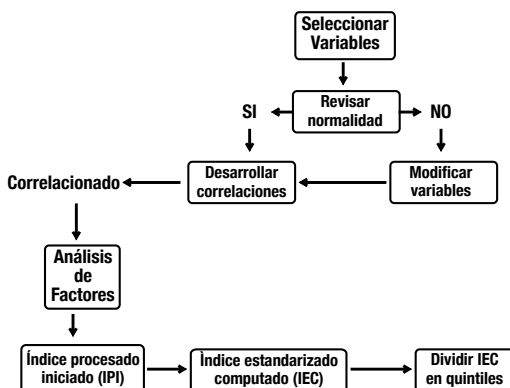 Seleccionar
Variables
Revisar
normalidad
SI
NO
Desarrollar
correlaciones
Modificar
variables
Correlacionado
Análisis
de
Factores
Índice procesado
iniciado (IPI)
Ìndice estandarizado
computado (IEC)
Dividir IEC
en quintiles